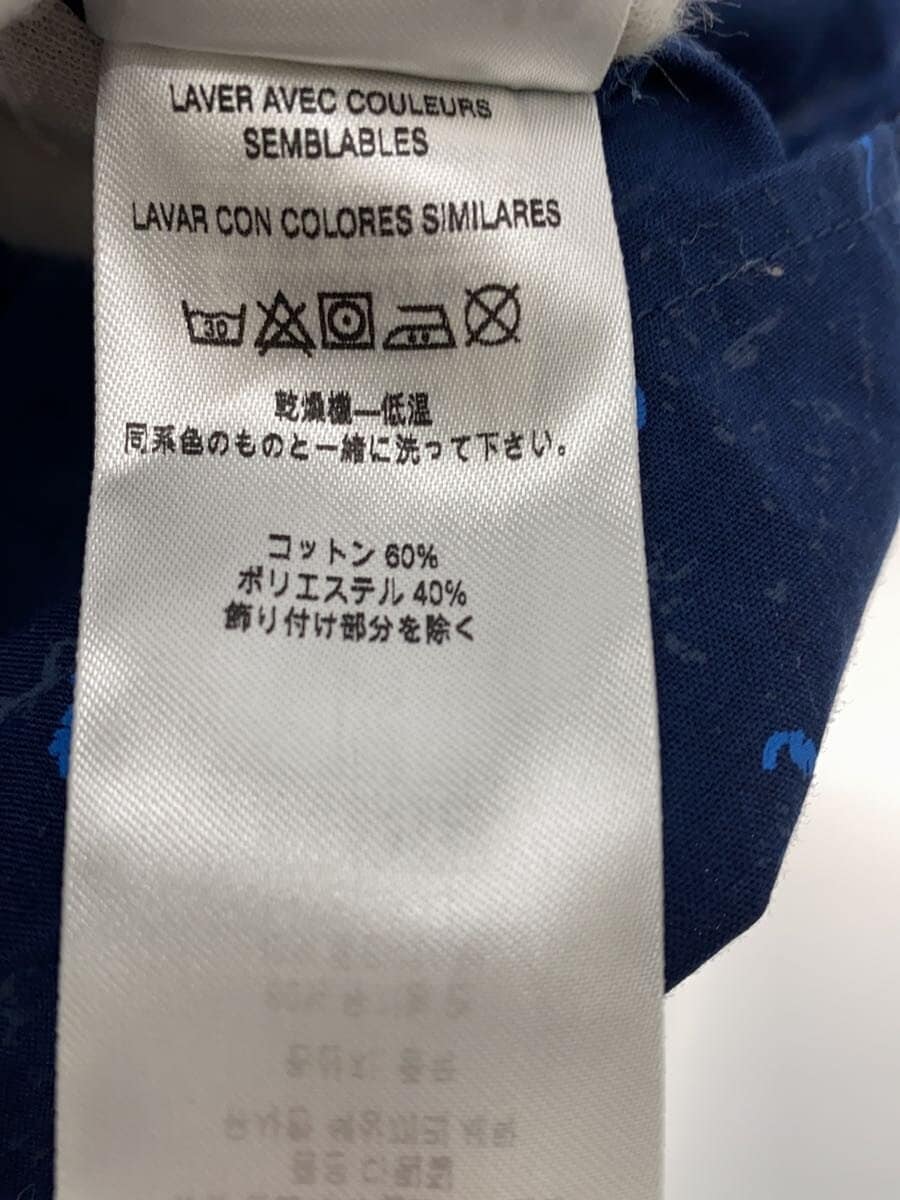 LAVER AVEC COULEURS
SEMBLABLES
LAVAR CON COLORES SIMILARES
30
乾燥機—低温
同系色のものと一緒に洗って下さい。
コットン 60%
ポリエステル 40%
飾り付け部分を除く